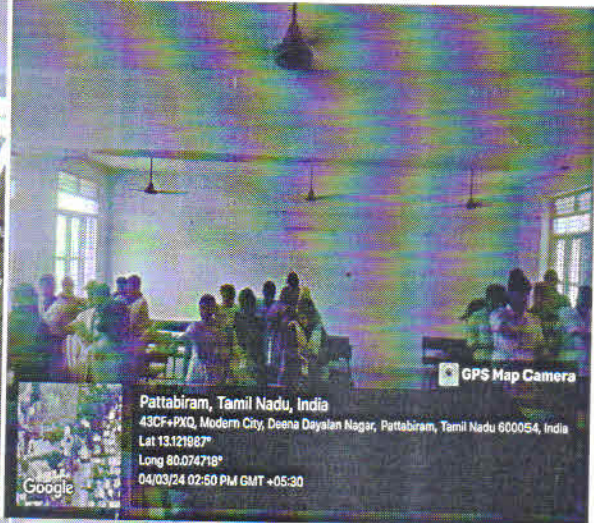 GPS Map Camera
Pattabiram, Tamil Nadu, India
43CF+PXQ, Modern City, Deena Dayalan Nagar, Pattabiram, Tamil Nadu 600054, India
Lat 13.121987°
Long 80.074718°
04/03/24 02:50 PM GMT +05:30
Google